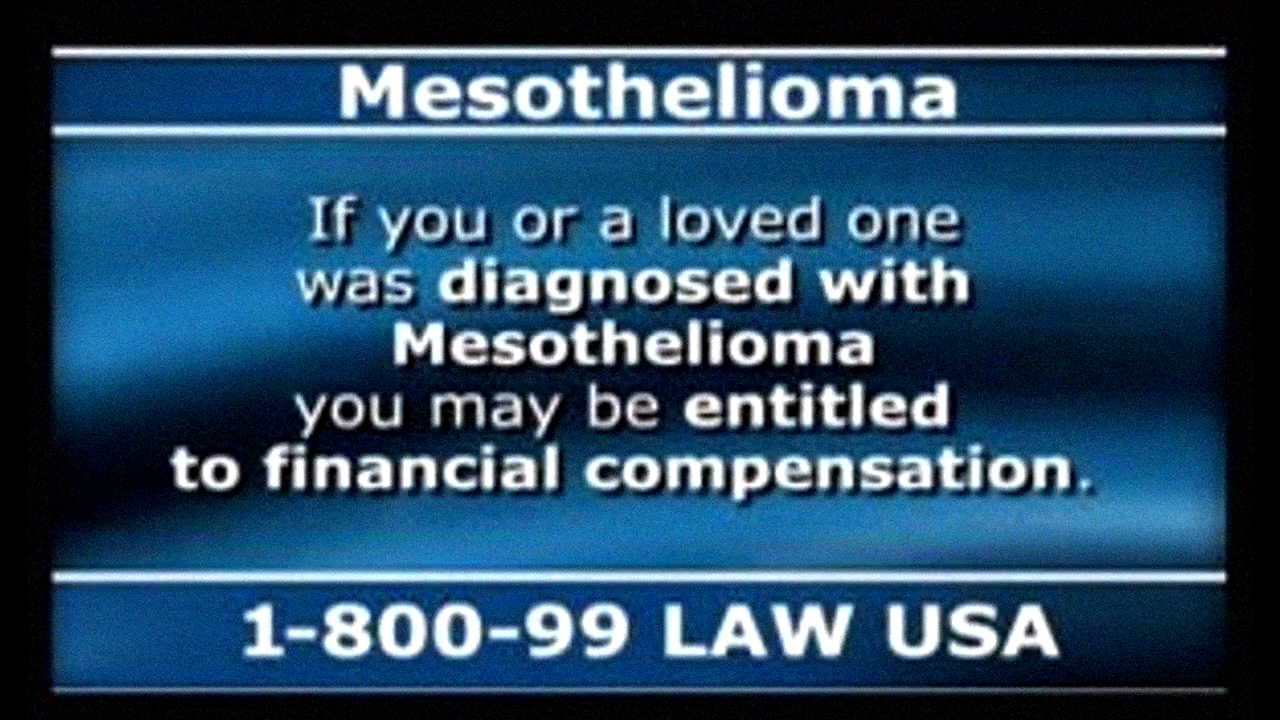 Mesothelioma
If you or a loved one
was diagnosed with
Mesothelioma
you may be entitled
to financial compensation.
1-800-99 LAW USA